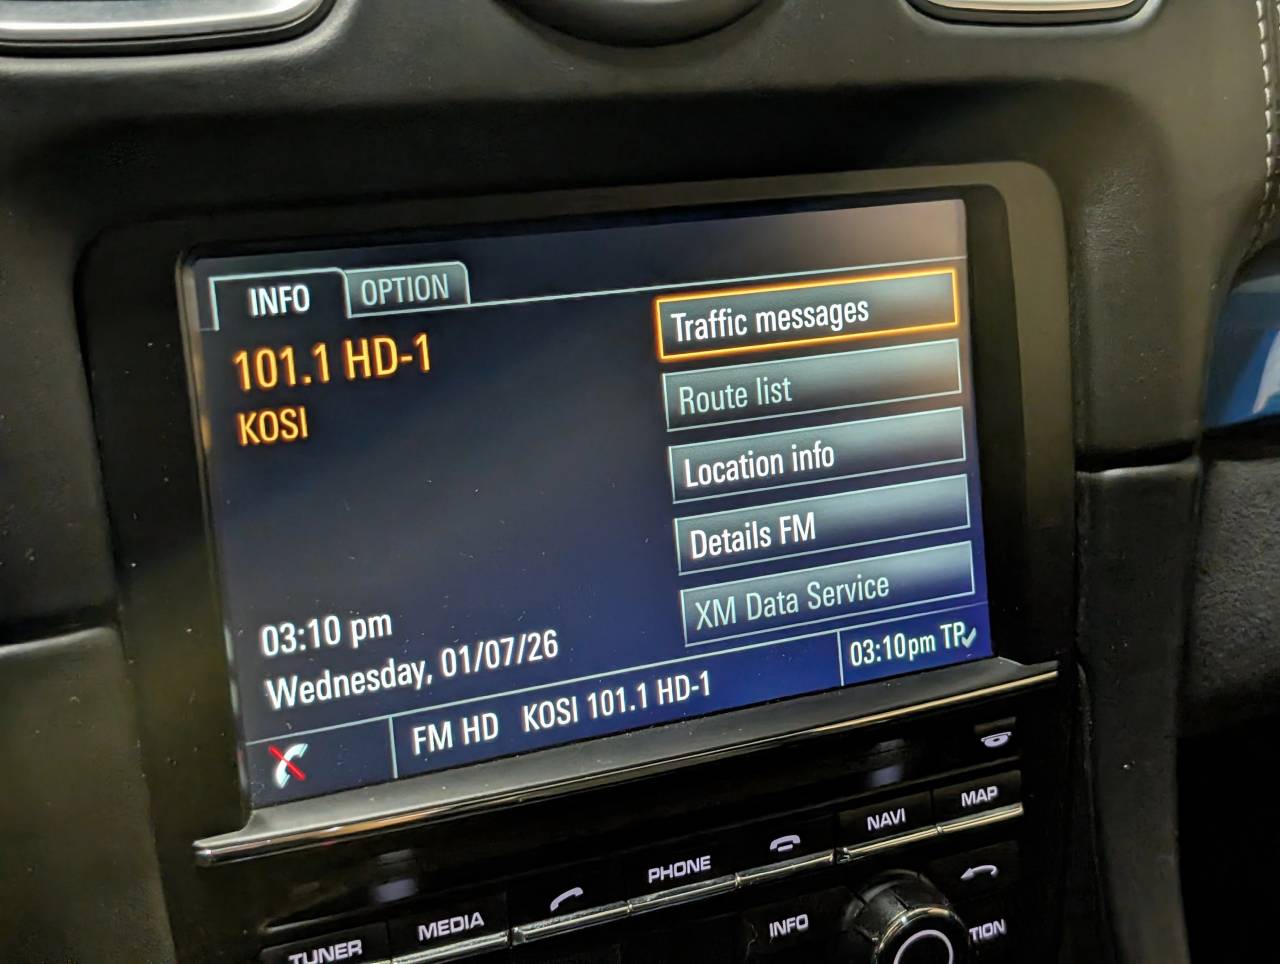 INFO
OPTION
101.1 HD-1
KOSI
Traffic messages
Route list
Location info
Details FM
XM Data Service
03:10 pm
Wednesday, 01/07/26
FM HD KOSI 101.1 HD-1
03:10pm TP
TUNER
MEDIA
PHONE
NAVI
MAP
INFO
TION